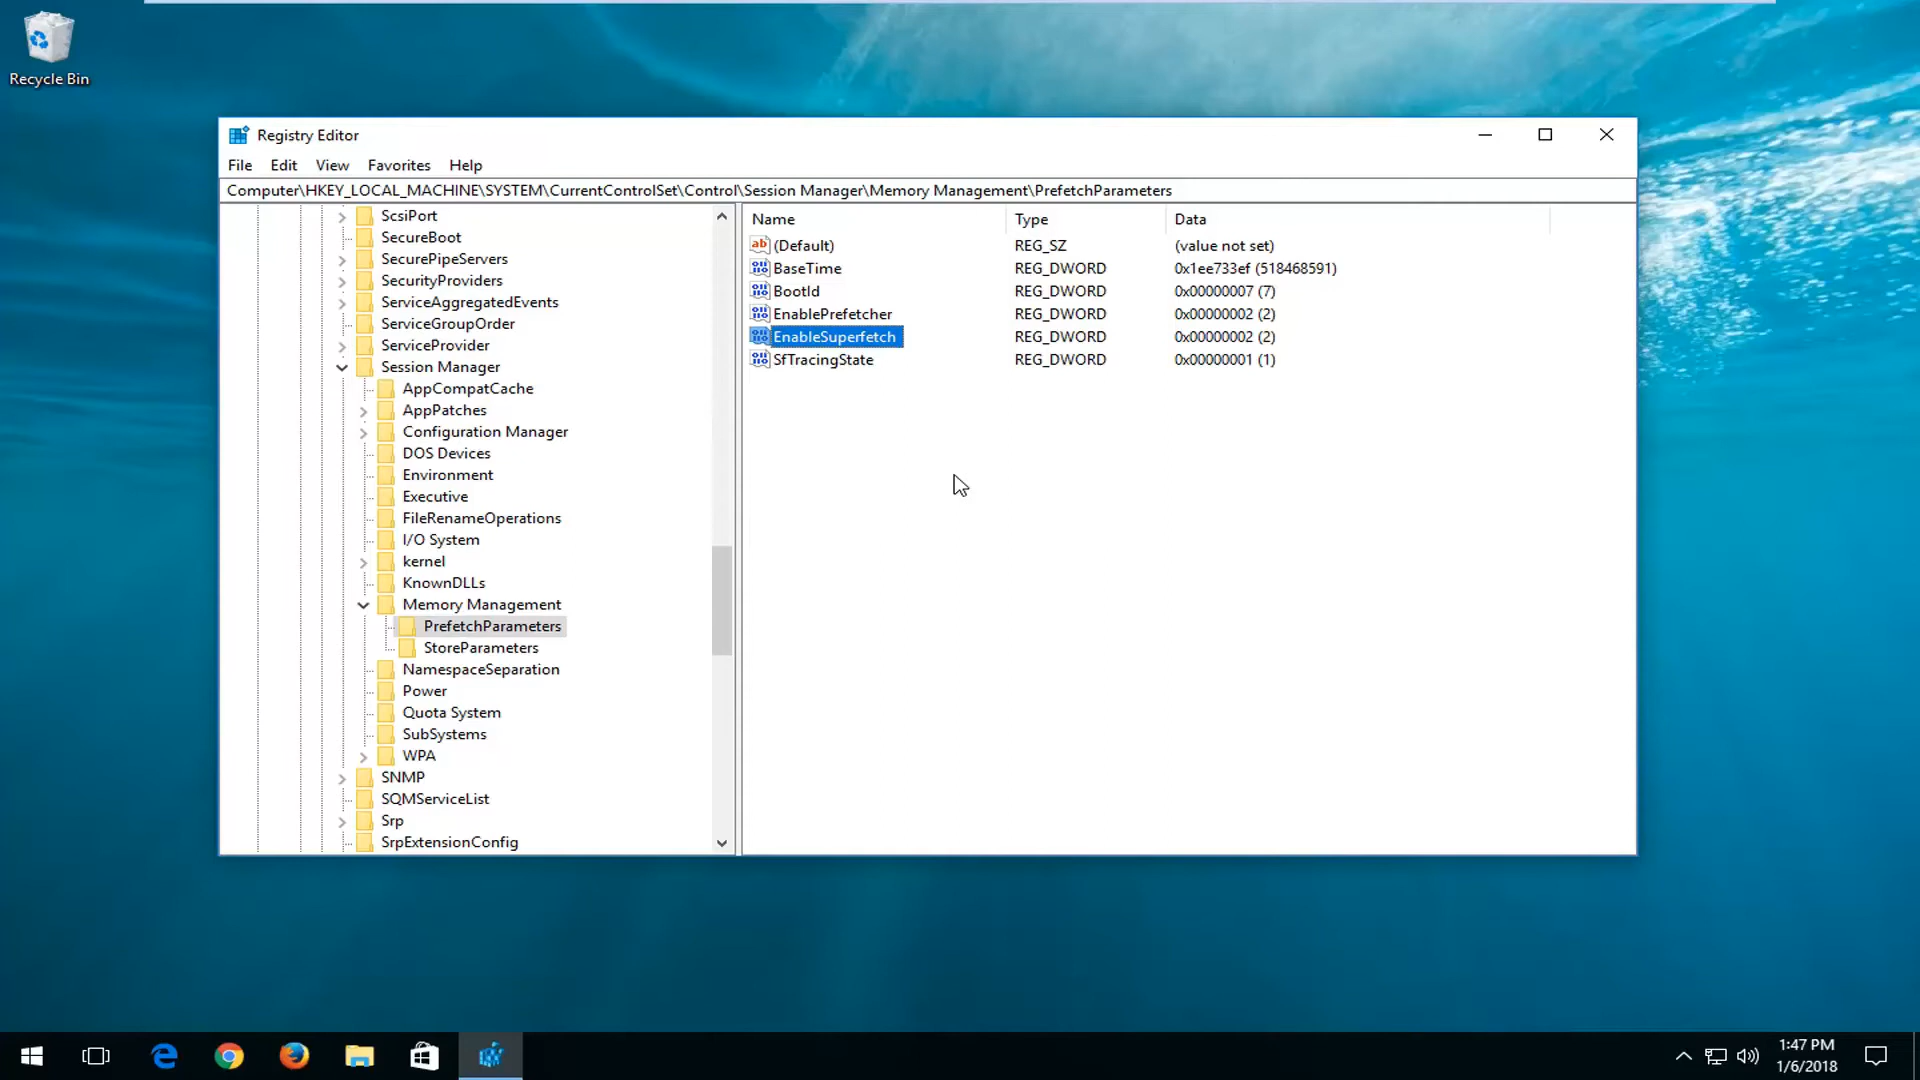 Recycle Bin
Registry Editor
File Edit View Favorites Help
Computer\HKEY_LOCAL_MACHINE\SYSTEM\CurrentControlSet\Control\Session Manager\Memory Management\PrefetchParameters
ScsiPort
SecureBoot
SecurePipeServers
SecurityProviders
ServiceAggregatedEvents
ServiceGroupOrder
ServiceProvider
Session Manager
AppCompatCache
AppPatches
Configuration Manager
DOS Devices
Environment
Executive
FileRenameOperations
I/O System
kernel
KnownDLLs
Memory Management
PrefetchParameters
StoreParameters
NamespaceSeparation
Power
Quota System
SubSystems
WPA
SNMP
SQMServiceList
Srp
SrpExtensionConfig
Name Type Data
(Default) REG_SZ (value not set)
BaseTime REG_DWORD 0x1ee733ef (518468591)
BootId REG_DWORD 0x00000007 (7)
EnablePrefetcher REG_DWORD 0x00000002 (2)
EnableSuperfetch REG_DWORD 0x00000002 (2)
SfTracingState REG_DWORD 0x00000001 (1)
1:47 PM
1/6/2018